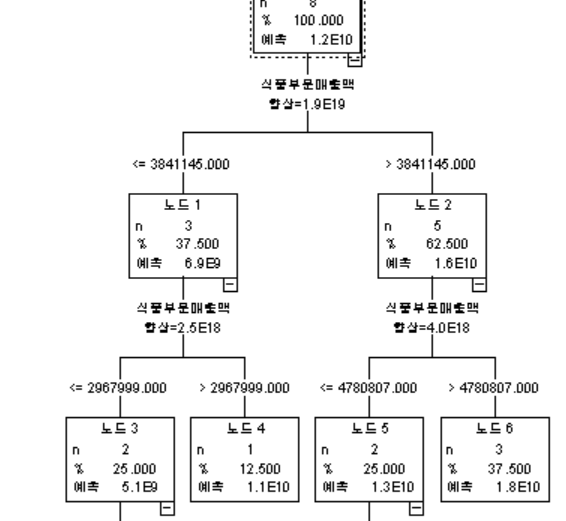 n 8
% 100.000
예측 1.2E10
식품부문매출액
향상=1.9E19
<= 3841145.000
> 3841145.000
노드 1
n 3
% 37.500
예측 6.9E9
노드 2
n 5
% 62.500
예측 1.6E10
식품부문매출액
향상=2.5E18
식품부문매출액
향상=4.0E18
<= 2967999.000
> 2967999.000
<= 4780807.000
> 4780807.000
노드 3
n 2
% 25.000
예측 5.1E9
노드 4
n 1
% 12.500
예측 1.1E10
노드 5
n 2
% 25.000
예측 1.3E10
노드 6
n 3
% 37.500
예측 1.8E10